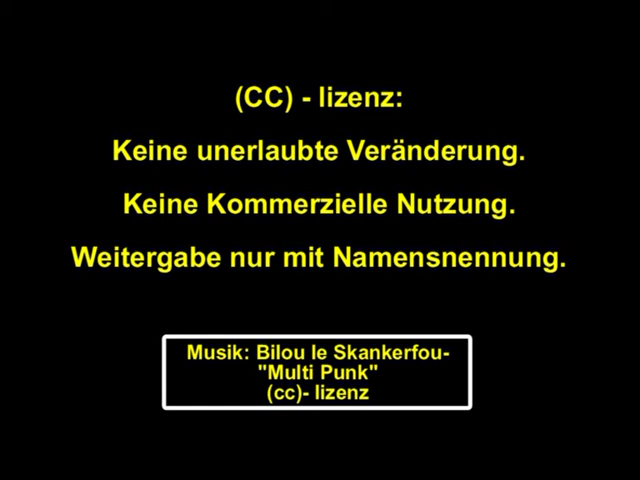 (CC) - lizenz:
Keine unerlaubte Veränderung.
Keine Kommerzielle Nutzung.
Weitergabe nur mit Namensnennung.
Musik: Bilou le Skankerfou-
"Multi Punk"
(cc)- lizenz